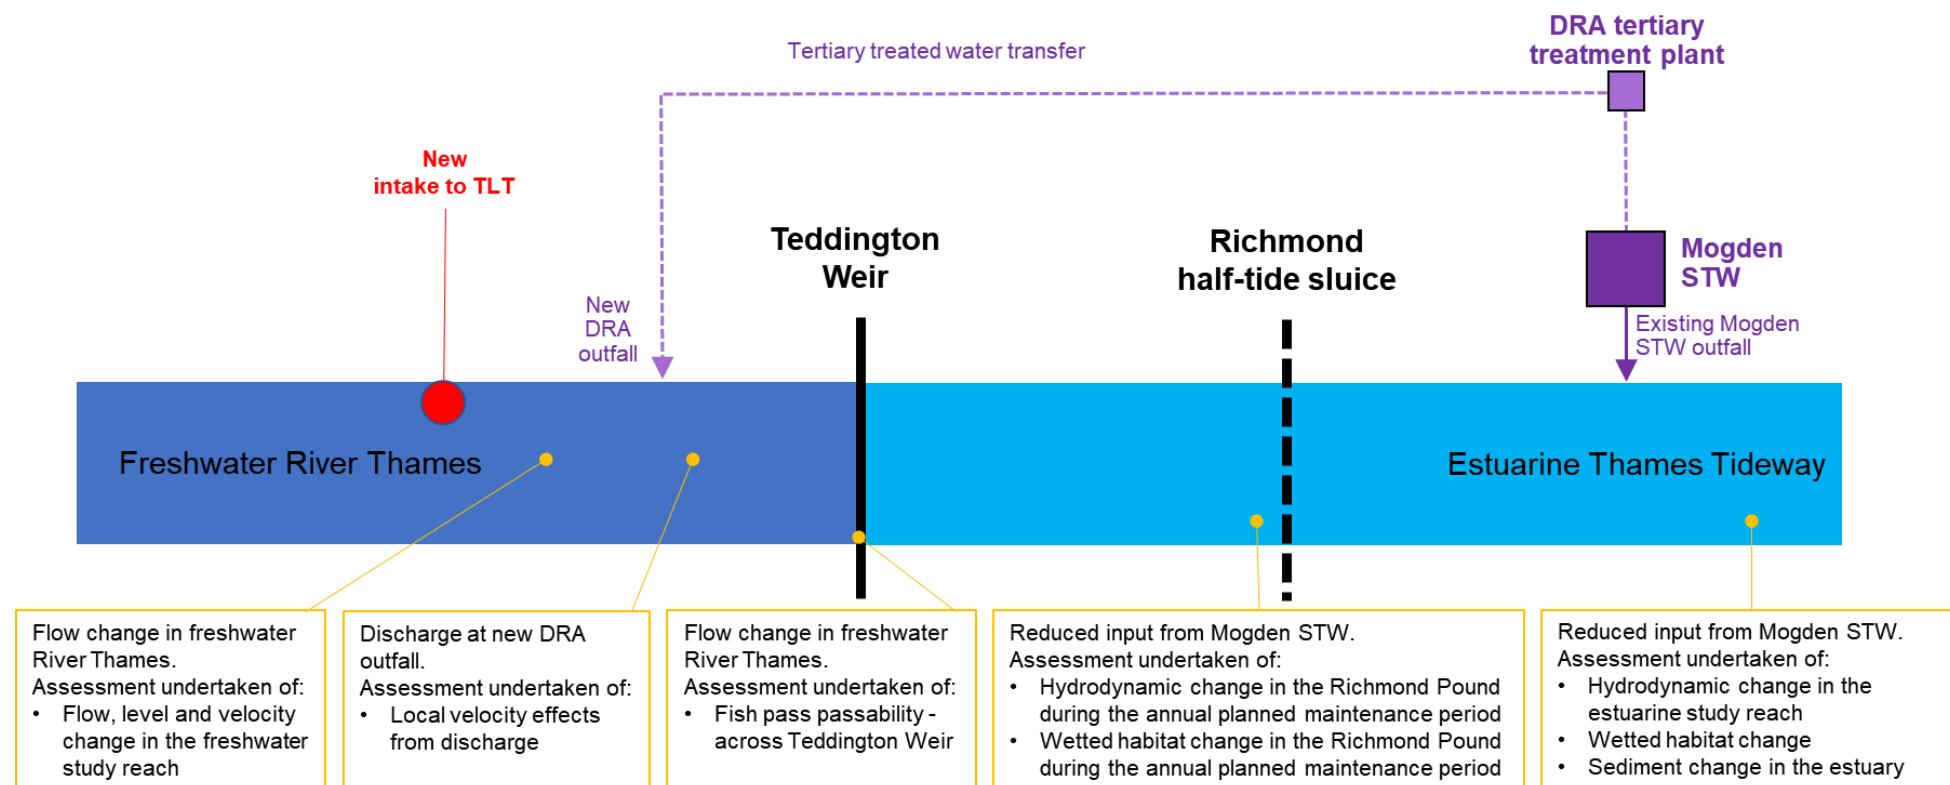 DRA tertiary
treatment plant
Tertiary treated water transfer
New
intake to TLT
Teddington
Weir
Richmond
half-tide sluice
Mogden
STW
New
DRA
outfall
Existing Mogden
STW outfall
Freshwater River Thames
Estuarine Thames Tideway
Flow change in freshwater
River Thames.
Assessment undertaken of:
• Flow, level and velocity
change in the freshwater
study reach
Discharge at new DRA
outfall.
Assessment undertaken of:
• Local velocity effects
from discharge
Flow change in freshwater
River Thames.
Assessment undertaken of:
• Fish pass passability -
across Teddington Weir
Reduced input from Mogden STW.
Assessment undertaken of:
• Hydrodynamic change in the Richmond Pound
during the annual planned maintenance period
• Wetted habitat change in the Richmond Pound
during the annual planned maintenance period
Reduced input from Mogden STW.
Assessment undertaken of:
• Hydrodynamic change in the
estuarine study reach
• Wetted habitat change
• Sediment change in the estuary